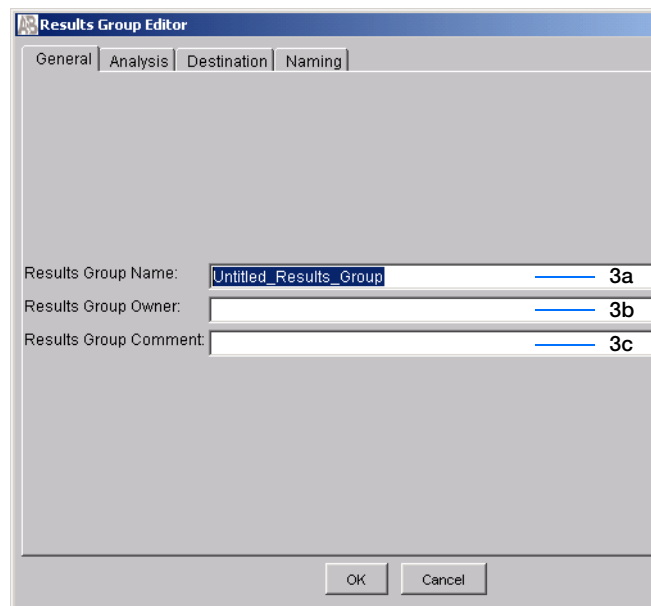 AB Results Group Editor
General Analysis Destination Naming
Results Group Name: Untitled_Results_Group 3a
Results Group Owner: 3b
Results Group Comment: 3c
OK Cancel